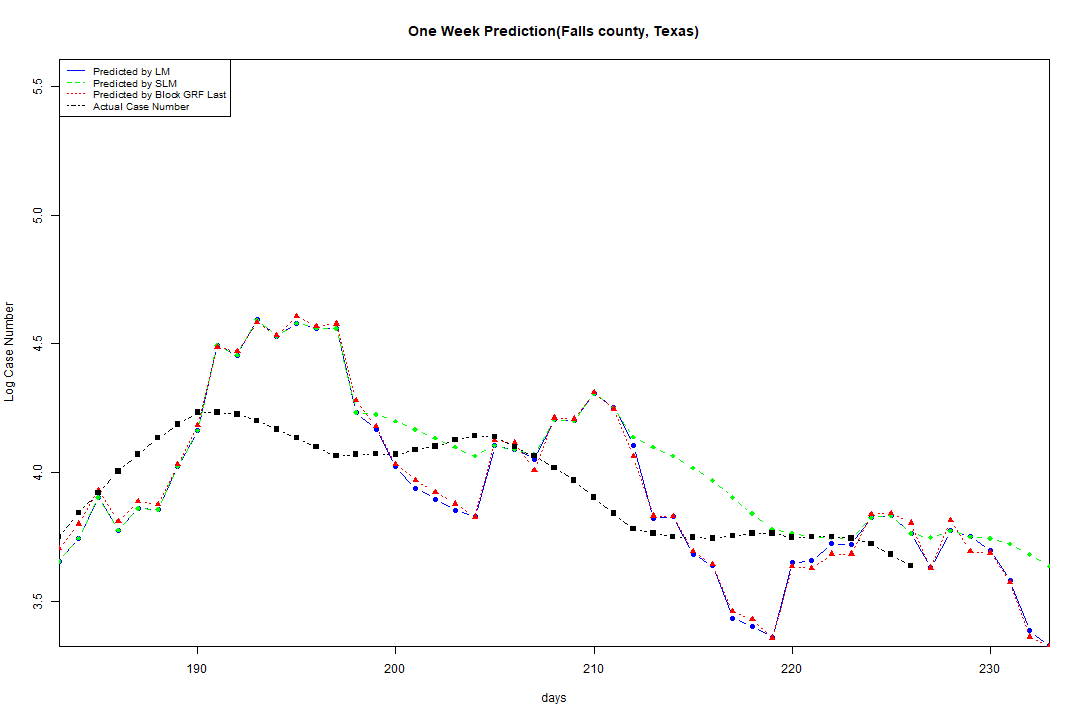 One Week Prediction(Falls county, Texas)
Predicted by LM
Predicted by SLM
Predicted by Block GRF Last
Actual Case Number
5.5
5.0
4.5
4.0
3.5
Log Case Number
190 200 210 220 230
days